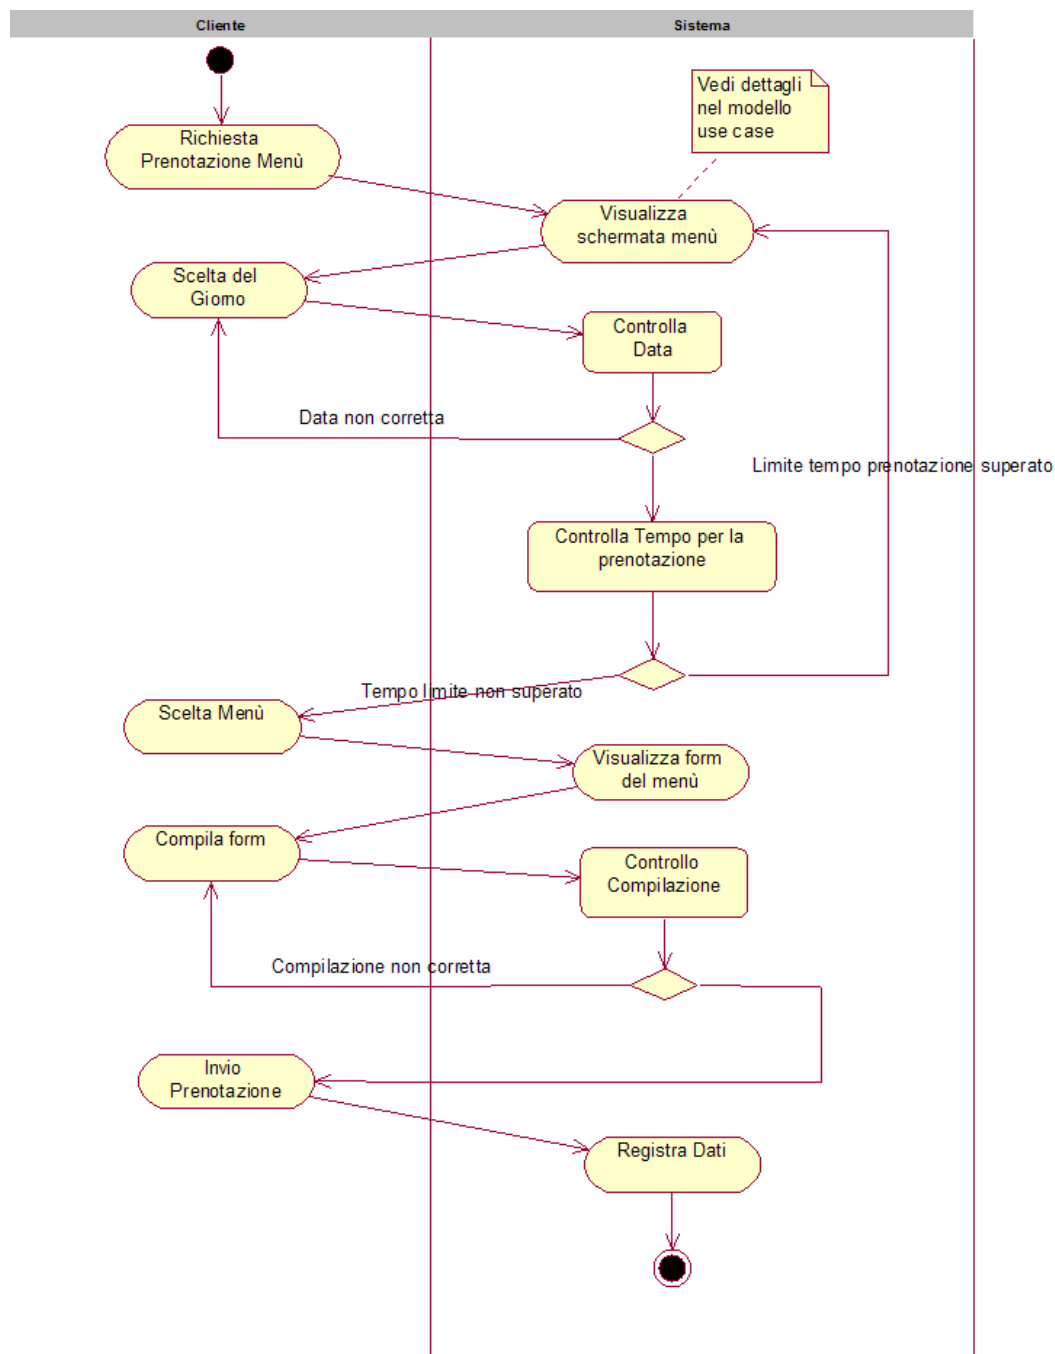 Cliente
Sistema
Vedi dettagli
nel modello
use case
Richiesta
Prenotazione Menù
Visualizza
schermata menù
Scelta del
Giorno
Controlla
Data
Data non corretta
Limite tempo prenotazione superato
Controlla Tempo per la
prenotazione
Tempo limite non superato
Scelta Menù
Visualizza form
del menù
Compila form
Controllo
Compilazione
Compilazione non corretta
Invio
Prenotazione
Registra Dati